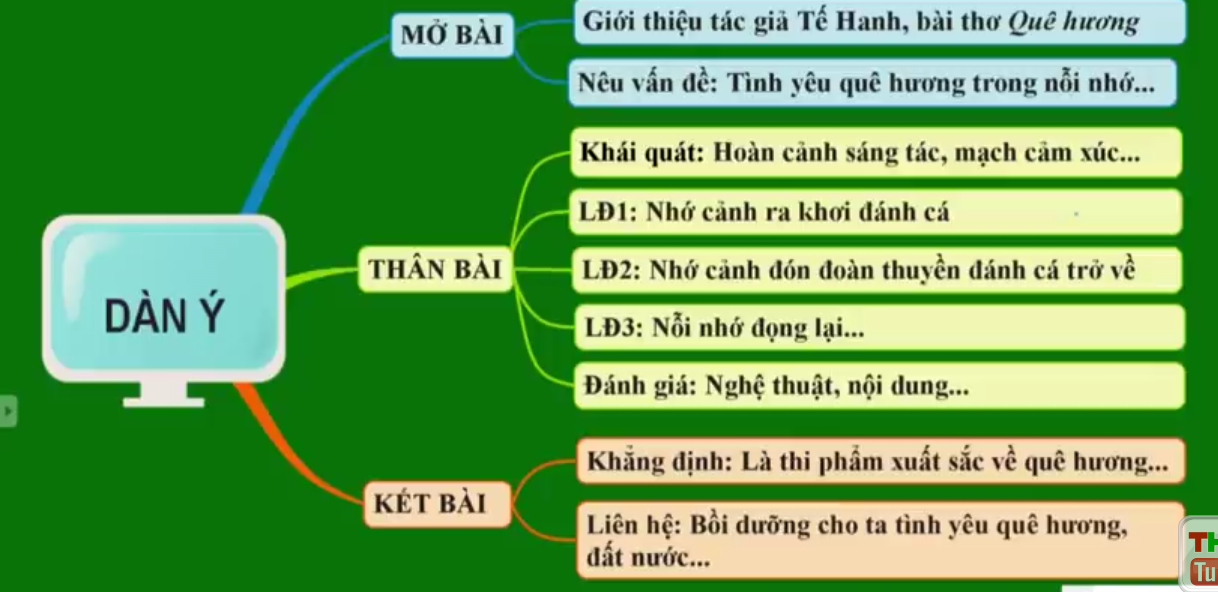 MỞ BÀI
Giới thiệu tác giả Tế Hanh, bài thơ Quê hương
Nêu vấn đề: Tình yêu quê hương trong nỗi nhớ...
DÀN Ý
THÂN BÀI
Khái quát: Hoàn cảnh sáng tác, mạch cảm xúc...
LĐ1: Nhớ cảnh ra khơi đánh cá
LĐ2: Nhớ cảnh đón đoàn thuyền đánh cá trở về
LĐ3: Nỗi nhớ đọng lại...
Đánh giá: Nghệ thuật, nội dung...
KẾT BÀI
Khẳng định: Là thi phẩm xuất sắc về quê hương...
Liên hệ: Bồi dưỡng cho ta tình yêu quê hương,
đất nước...